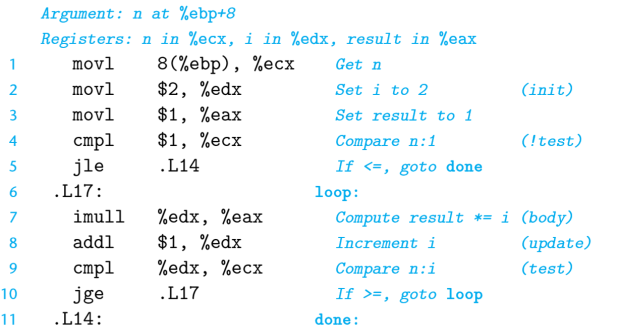 Argument: n at %ebp+8
Registers: n in %ecx, i in %edx, result in %eax
1 movl 8(%ebp), %ecx Get n
2 movl $2, %edx Set i to 2 (init)
3 movl $1, %eax Set result to 1
4 cmpl $1, %ecx Compare n:1 (!test)
5 jle .L14 If <=, goto done
6 .L17: loop:
7 imull %edx, %eax Compute result *= i (body)
8 addl $1, %edx Increment i (update)
9 cmpl %edx, %ecx Compare n:i (test)
10 jge .L17 If >=, goto loop
11 .L14: done: